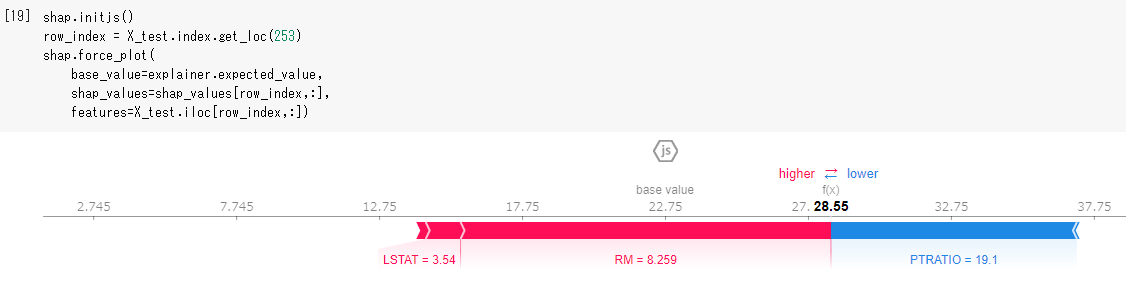 [19] shap.initjs()
row_index = X_test.index.get_loc(253)
shap.force_plot(
    base_value=explainer.expected_value,
    shap_values=shap_values[row_index,:],
    features=X_test.iloc[row_index,:])
js
higher ⇄ lower
base value f(x)
2.745 7.745 12.75 17.75 22.75 27. 28.55 32.75 37.75
LSTAT = 3.54 RM = 8.259 PTRATIO = 19.1